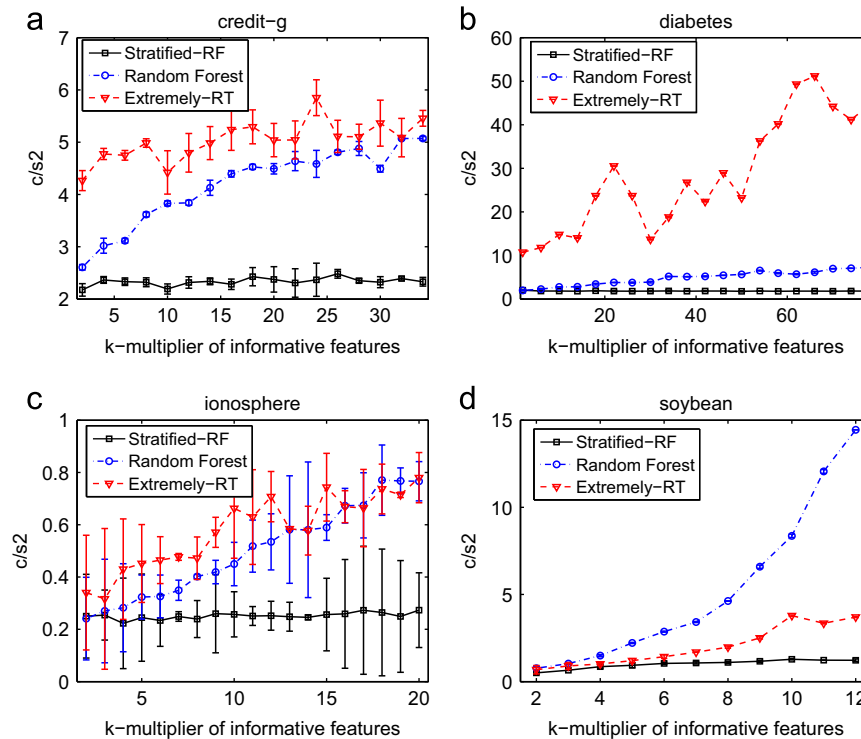 a
credit-g
7
6
5
4
3
2
c/s2
Stratified-RF
Random Forest
Extremely-RT
5 10 15 20 25 30
k-multiplier of informative features
b
diabetes
60
50
40
30
20
10
0
c/s2
Stratified-RF
Random Forest
Extremely-RT
20 40 60
k-multiplier of informative features
c
ionosphere
1
0.8
0.6
0.4
0.2
0
c/s2
Stratified-RF
Random Forest
Extremely-RT
5 10 15 20
k-multiplier of informative features
d
soybean
15
10
5
0
c/s2
Stratified-RF
Random Forest
Extremely-RT
2 4 6 8 10 12
k-multiplier of informative features